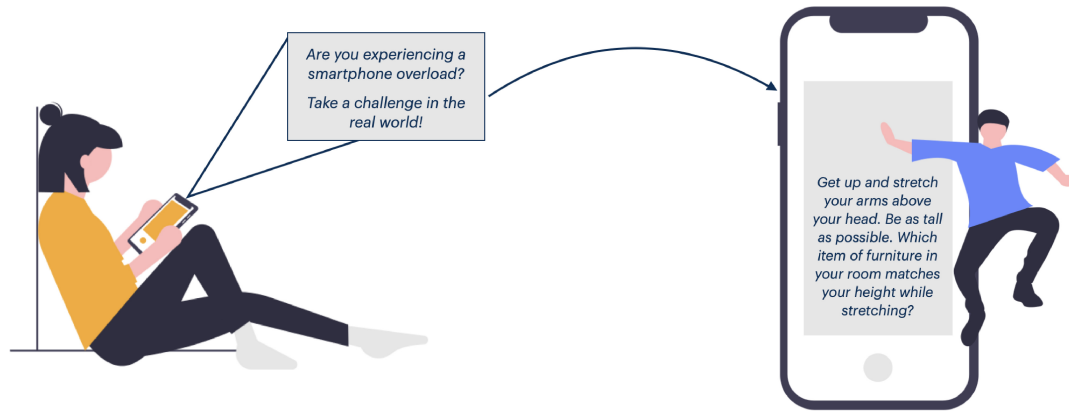 Are you experiencing a
smartphone overload?
Take a challenge in the
real world!
Get up and stretch
your arms above
your head. Be as tall
as possible. Which
item of furniture in
your room matches
your height while
stretching?